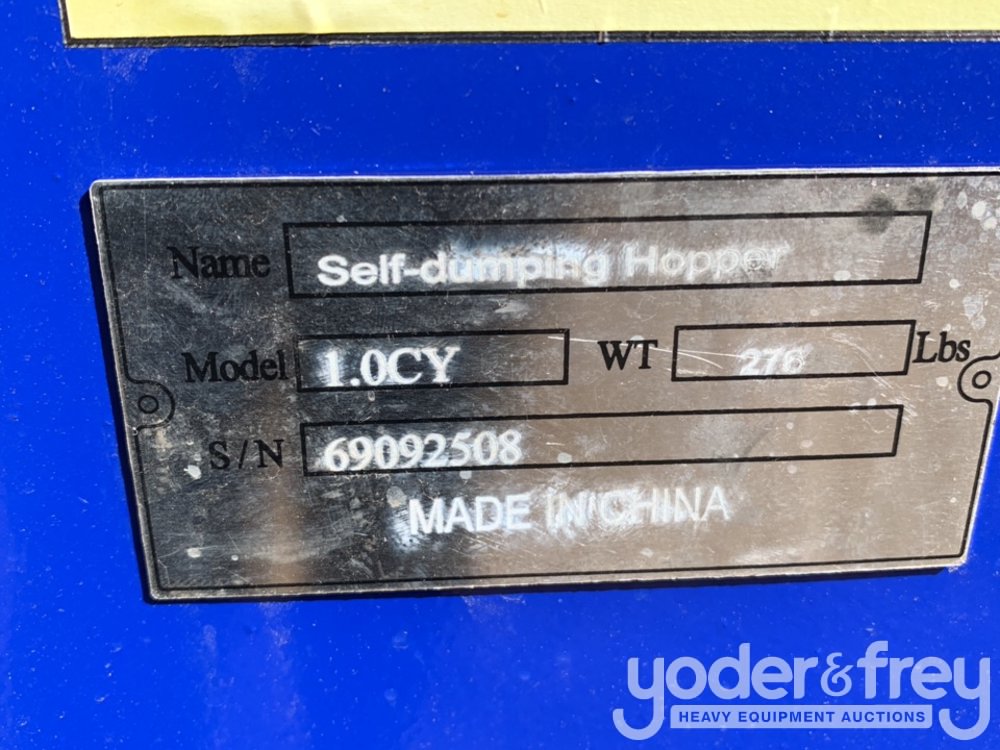 Name Self-dumping Hopper
Model 1.0CY WT 276 Lbs
S/N 69092508
MADE IN CHINA
yoder&frey
HEAVY EQUIPMENT AUCTIONS